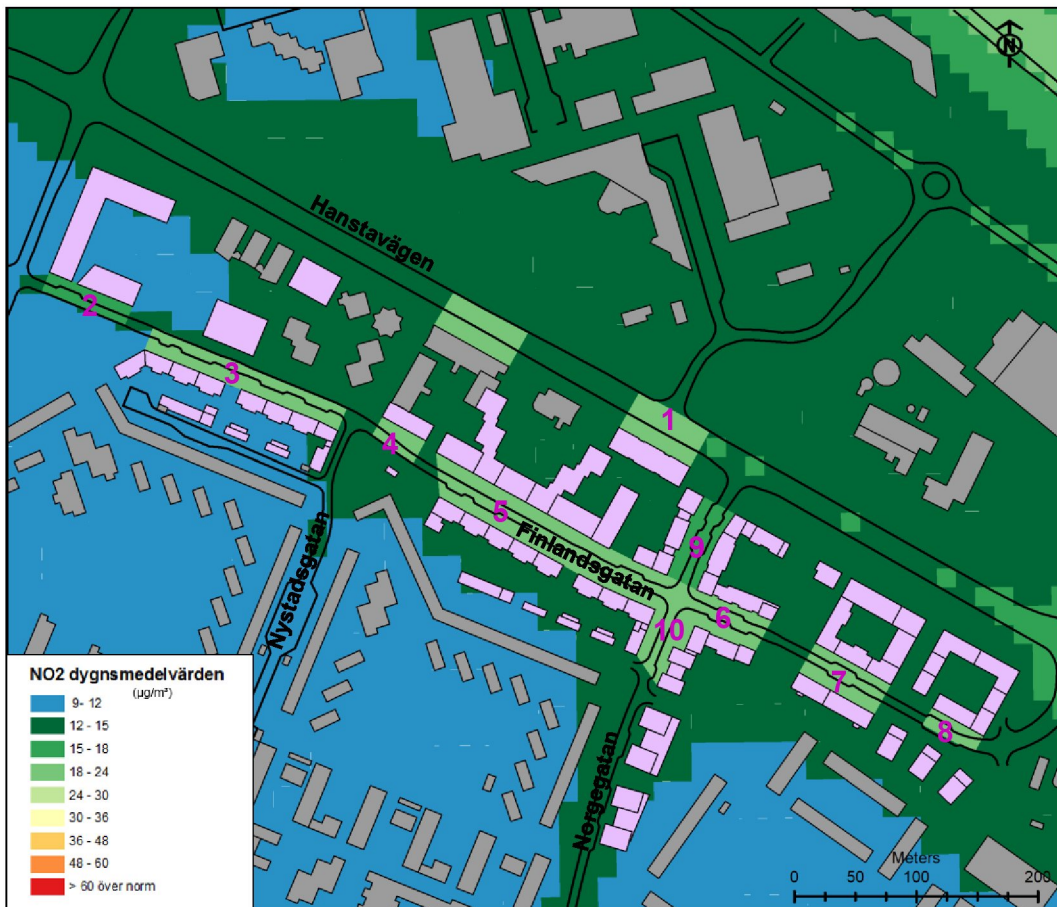 N
Hanstavägen
2
3
1
4
5
Finlandsgatan
9
6
10
7
8
Nystadsgatan
Norgegatan
NO2 dygnsmedelvärden
(µg/m³)
9- 12
12 - 15
15 - 18
18 - 24
24 - 30
30 - 36
36 - 48
48 - 60
> 60 över norm
Meters
0 50 100 200